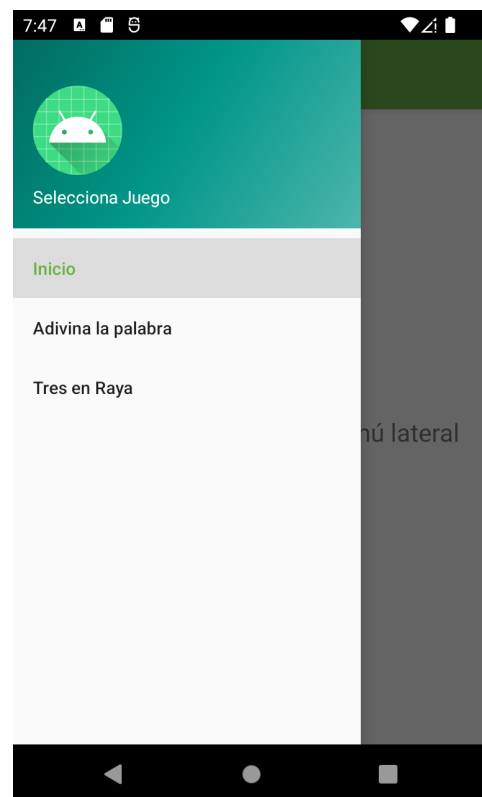 7:47
Selecciona Juego
Inicio
Adivina la palabra
Tres en Raya
nú lateral